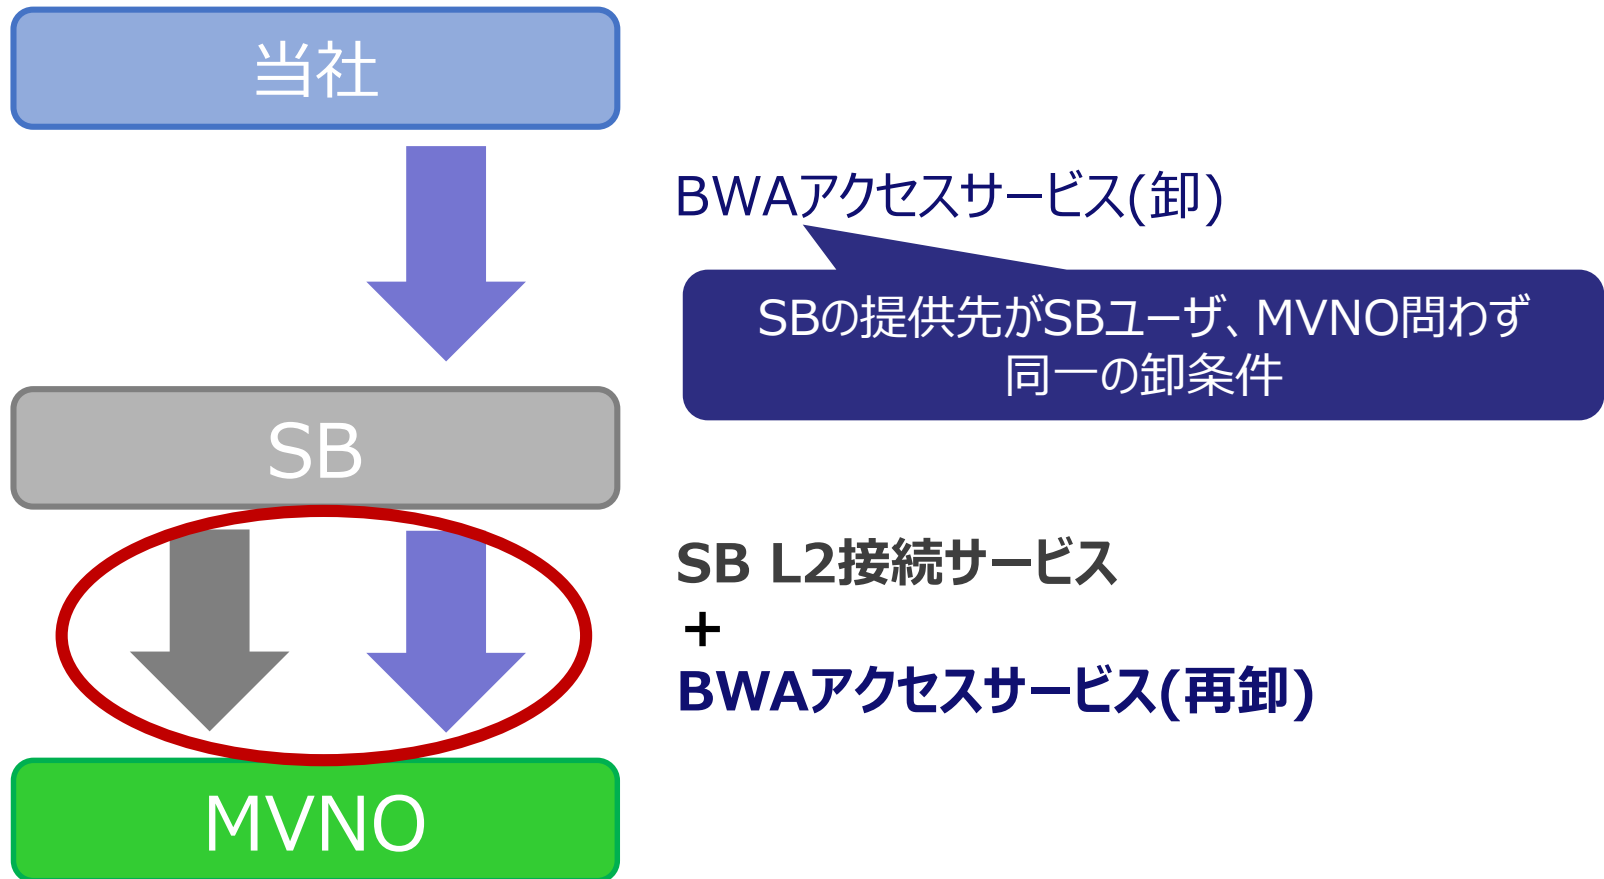 当社
BWAアクセスサービス(卸)
SBの提供先がSBユーザ、MVNO問わず
同一の卸条件
SB
SB L2接続サービス
+
BWAアクセスサービス(再卸)
MVNO